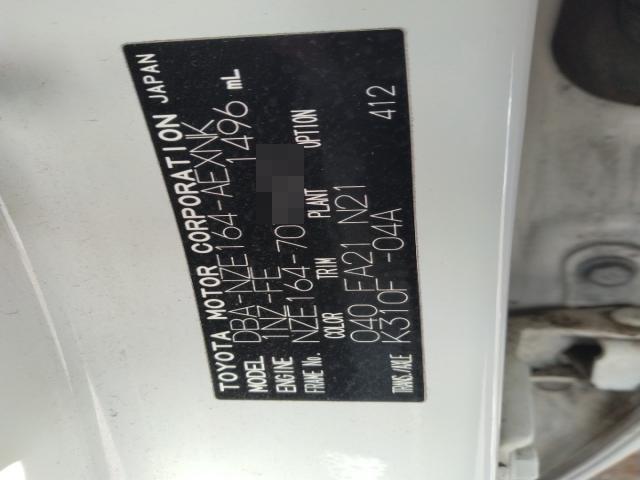 TOYOTA MOTOR CORPORATION JAPAN
MODEL DBA-NZE164-AEXNK
ENGINE 1NZ-FE 1496 mL
FRAME No. NZE164-70
COLOR TRIM PLANT OPTION
040 FA21 N21
TRANS./AXLE K310F -04A 412